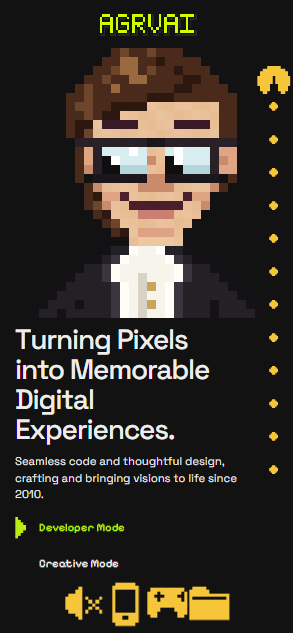 AGRVAI
Turning Pixels
into Memorable
Digital
Experiences.
Seamless code and thoughtful design,
crafting and bringing visions to life since
2010.
Developer Mode
Creative Mode